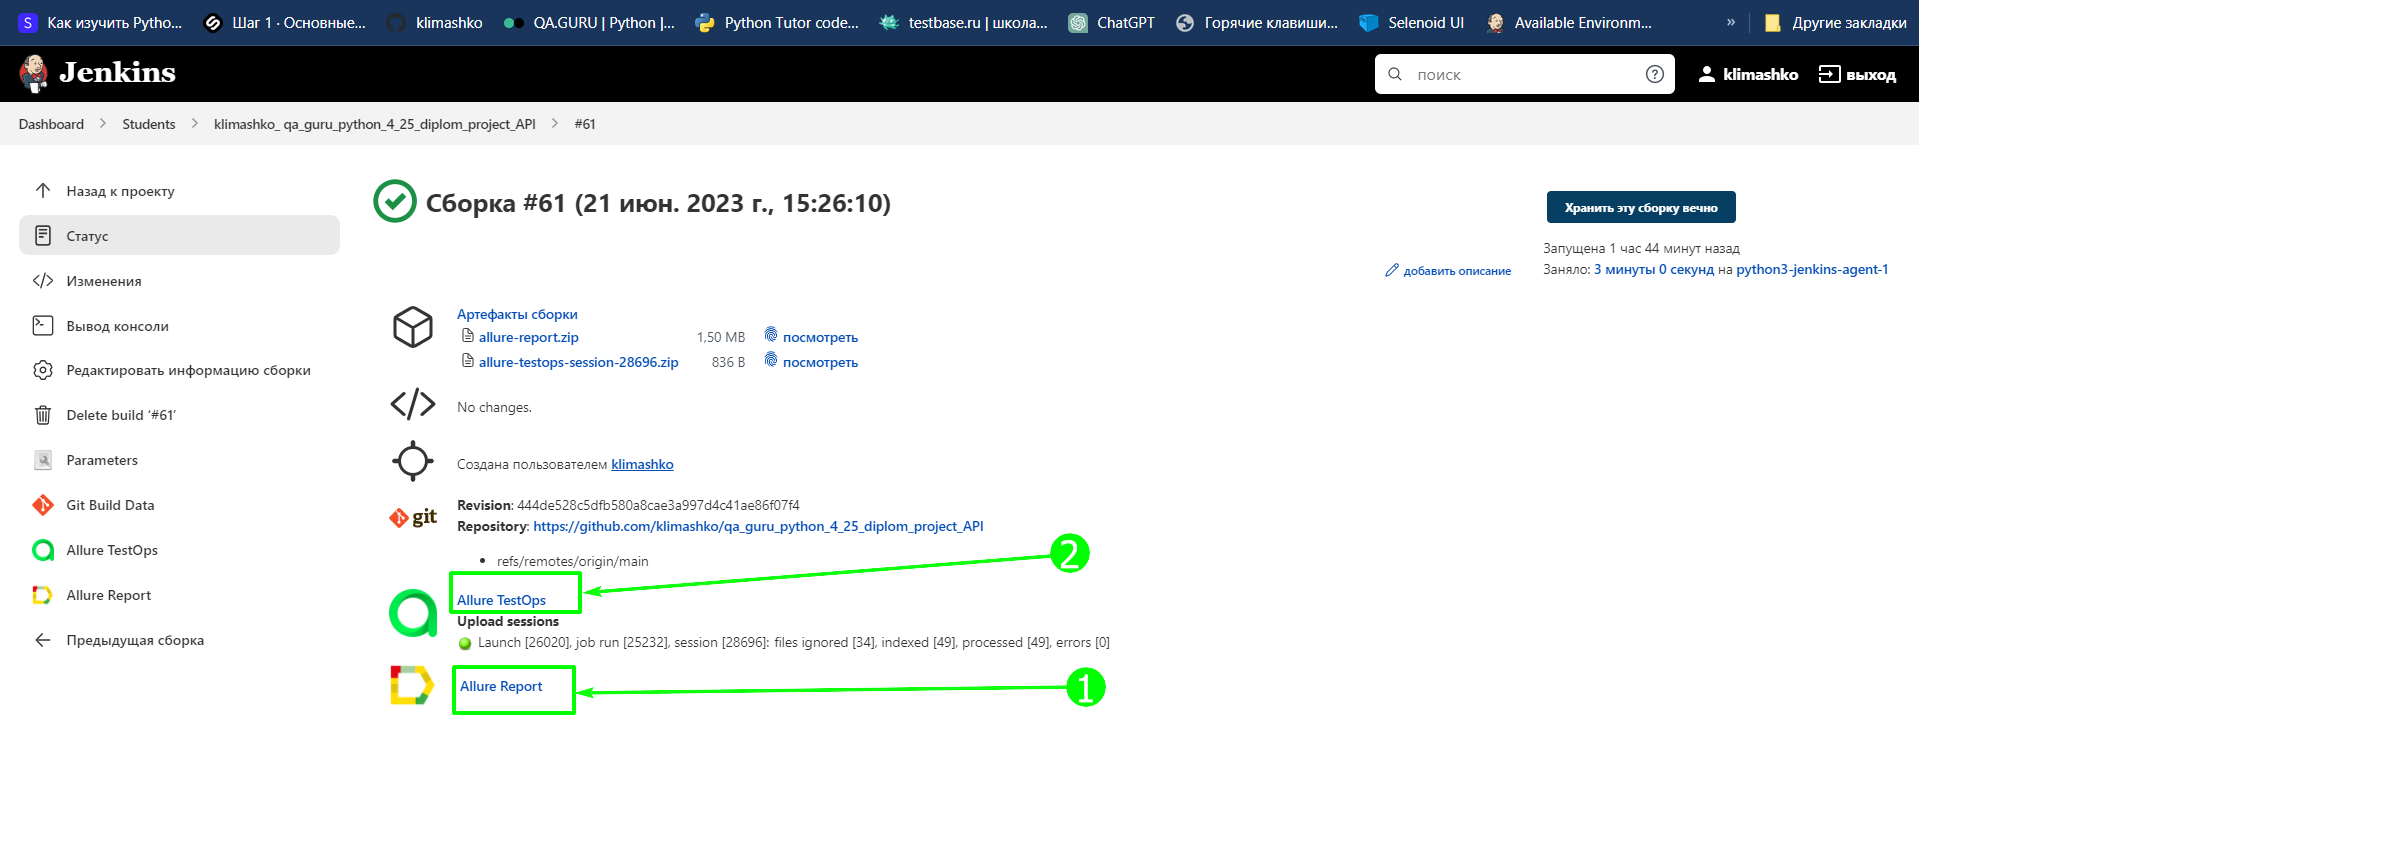 S Как изучить Pytho... Шаг 1 · Основные... klimashko QA.GURU | Python |... Python Tutor code... testbase.ru | школа... ChatGPT Горячие клавиши... Selenoid UI Available Environm... » Другие закладки
Jenkins поиск ? klimashko выход
Dashboard Students klimashko_ qa_guru_python_4_25_diplom_project_API #61
Назад к проекту
Статус
Изменения
Вывод консоли
Редактировать информацию сборки
Delete build ‘#61’
Parameters
Git Build Data
Allure TestOps
Allure Report
Предыдущая сборка
Сборка #61 (21 июн. 2023 г., 15:26:10)
Хранить эту сборку вечно
Запущена 1 час 44 минут назад
добавить описание
Заняло: 3 минуты 0 секунд на python3-jenkins-agent-1
Артефакты сборки
allure-report.zip 1,50 MB посмотреть
allure-testops-session-28696.zip 836 B посмотреть
No changes.
Создана пользователем klimashko
git
Revision: 444de528c5dfb580a8cae3a997d4c41ae86f07f4
Repository: https://github.com/klimashko/qa_guru_python_4_25_diplom_project_API
• refs/remotes/origin/main
2
Allure TestOps
Upload sessions
Launch [26020], job run [25232], session [28696]: files ignored [34], indexed [49], processed [49], errors [0]
Allure Report
1